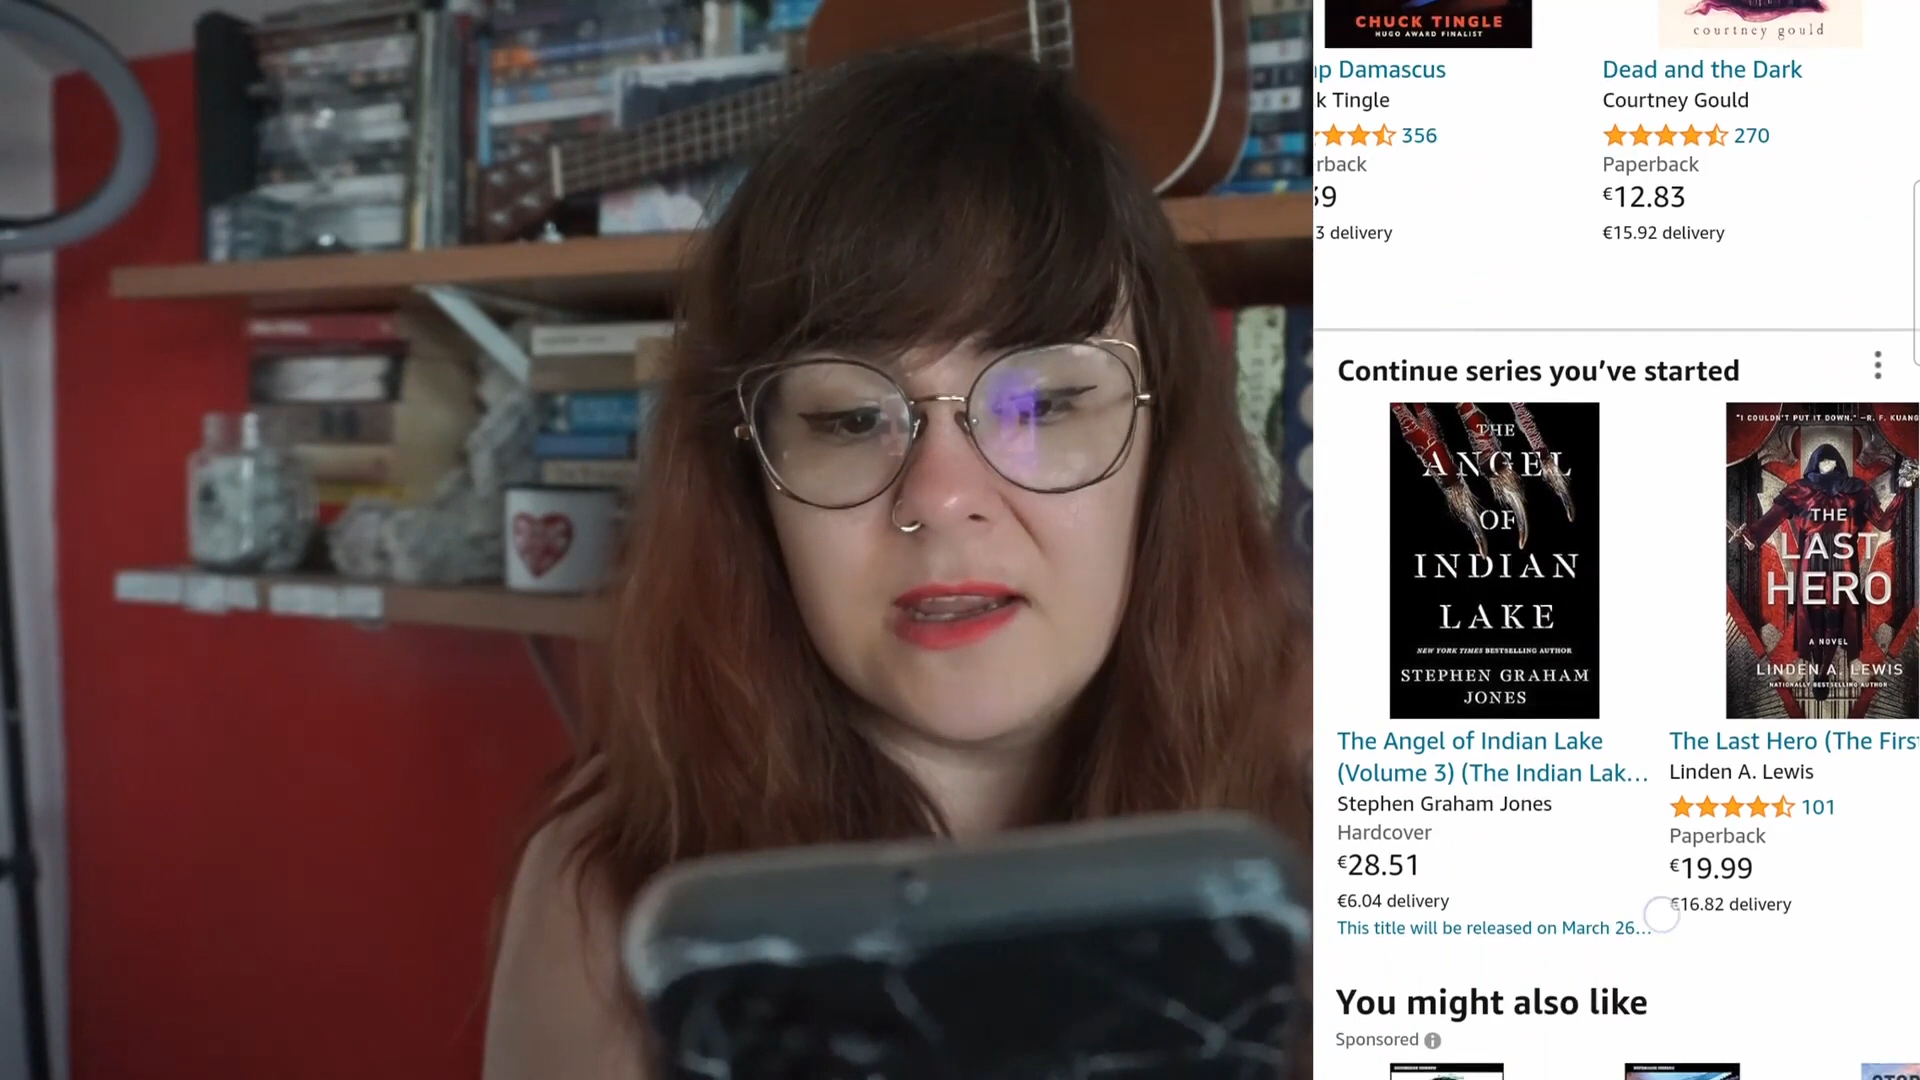 CHUCK TINGLE
HUGO AWARD FINALIST
courtney gould
p Damascus
k Tingle
356
rback
39
3 delivery
Dead and the Dark
Courtney Gould
270
Paperback
€12.83
€15.92 delivery
Continue series you’ve started
THE
ANGEL
OF
INDIAN
LAKE
NEW YORK TIMES BESTSELLING AUTHOR
STEPHEN GRAHAM
JONES
"I COULDN'T PUT IT DOWN." —R. F. KUANG
THE
LAST
HERO
A NOVEL
LINDEN A. LEWIS
NATIONALLY BESTSELLING AUTHOR
The Angel of Indian Lake
(Volume 3) (The Indian Lak…
Stephen Graham Jones
Hardcover
€28.51
€6.04 delivery
This title will be released on March 26…
The Last Hero (The Firs
Linden A. Lewis
101
Paperback
€19.99
€16.82 delivery
You might also like
Sponsored